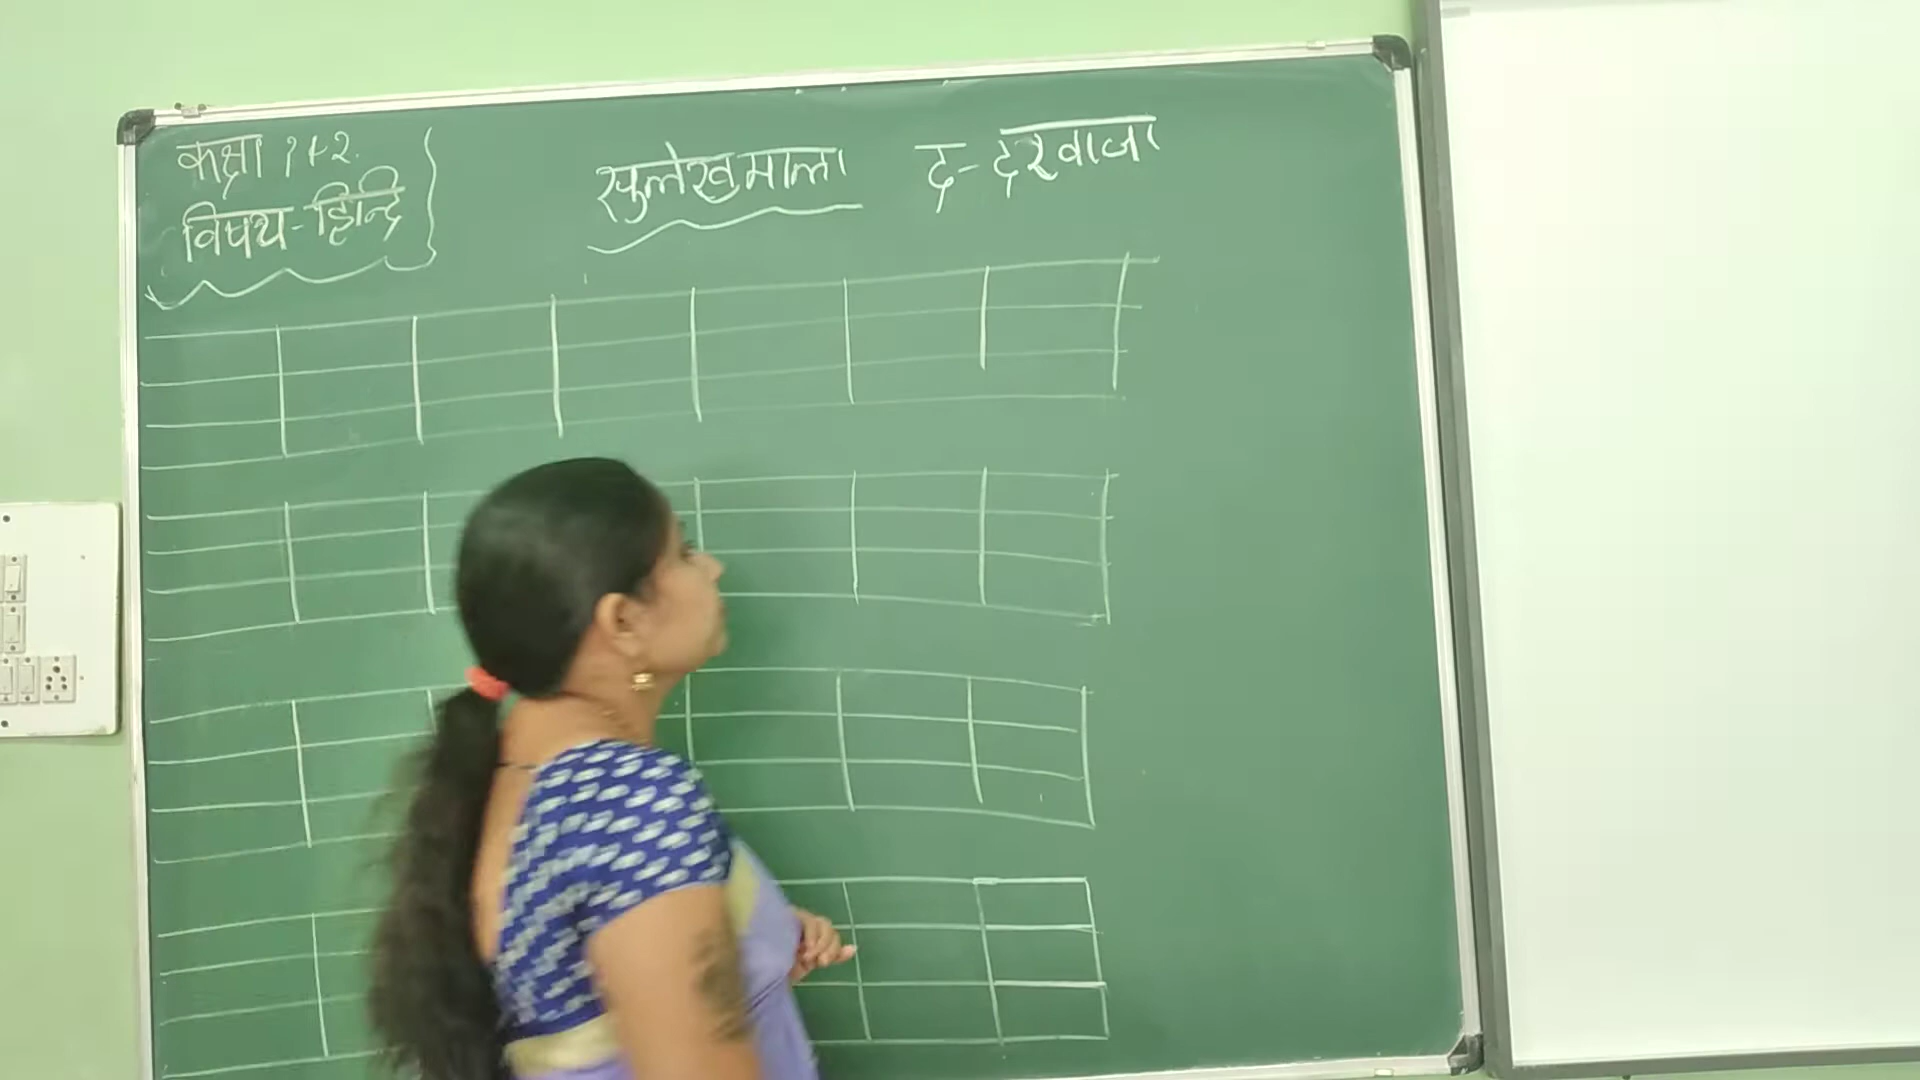 कक्षा १+२.
विषय - हिन्दि
सुलेखमाला
द - दरवाजा